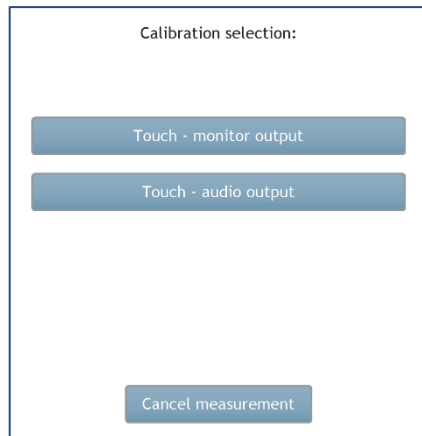 Calibration selection:
Touch - monitor output
Touch - audio output
Cancel measurement